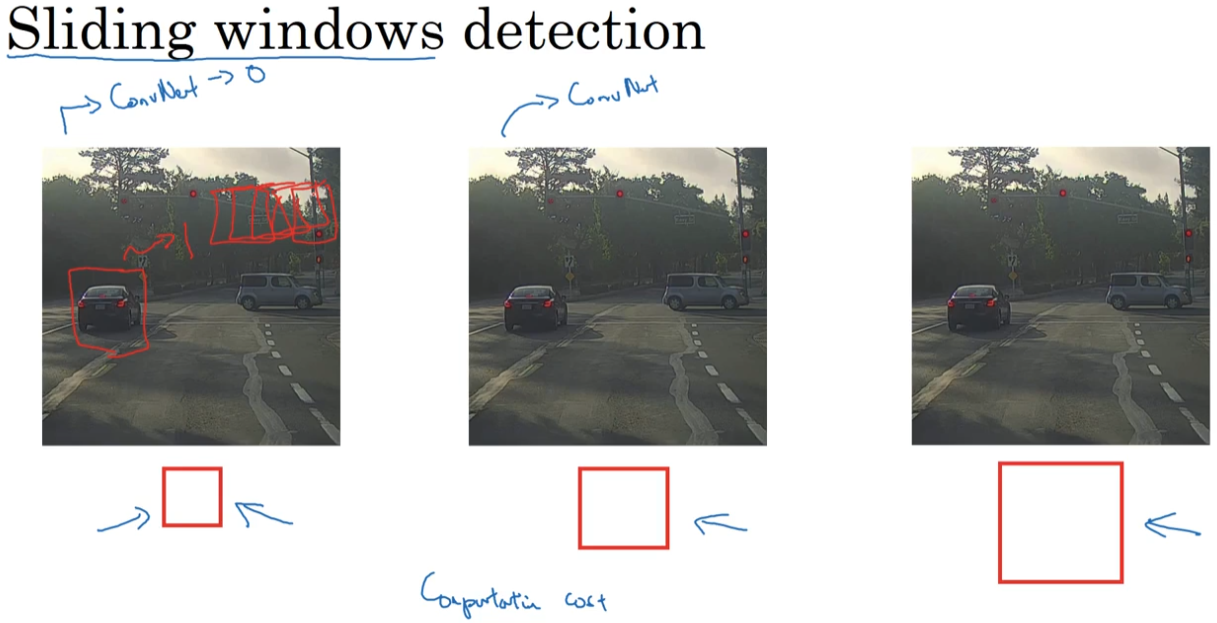 Sliding windows detection
ConvNet → 0
ConvNet
1
Computation cost